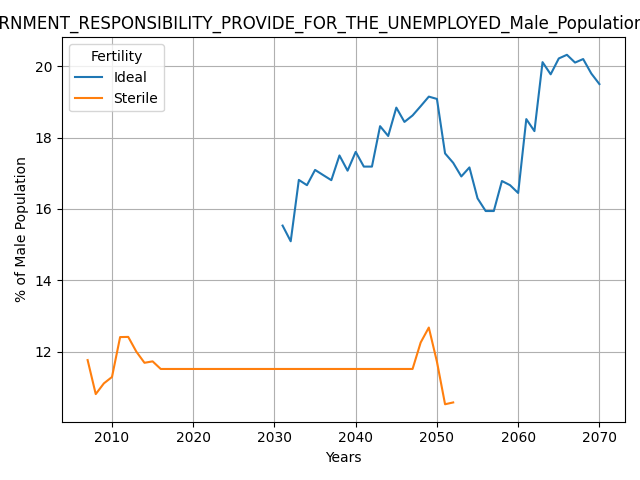 RNMENT_RESPONSIBILITY_PROVIDE_FOR_THE_UNEMPLOYED_Male_Population
Fertility
Ideal
Sterile
% of Male Population
20
18
16
14
12
2010 2020 2030 2040 2050 2060 2070
Years